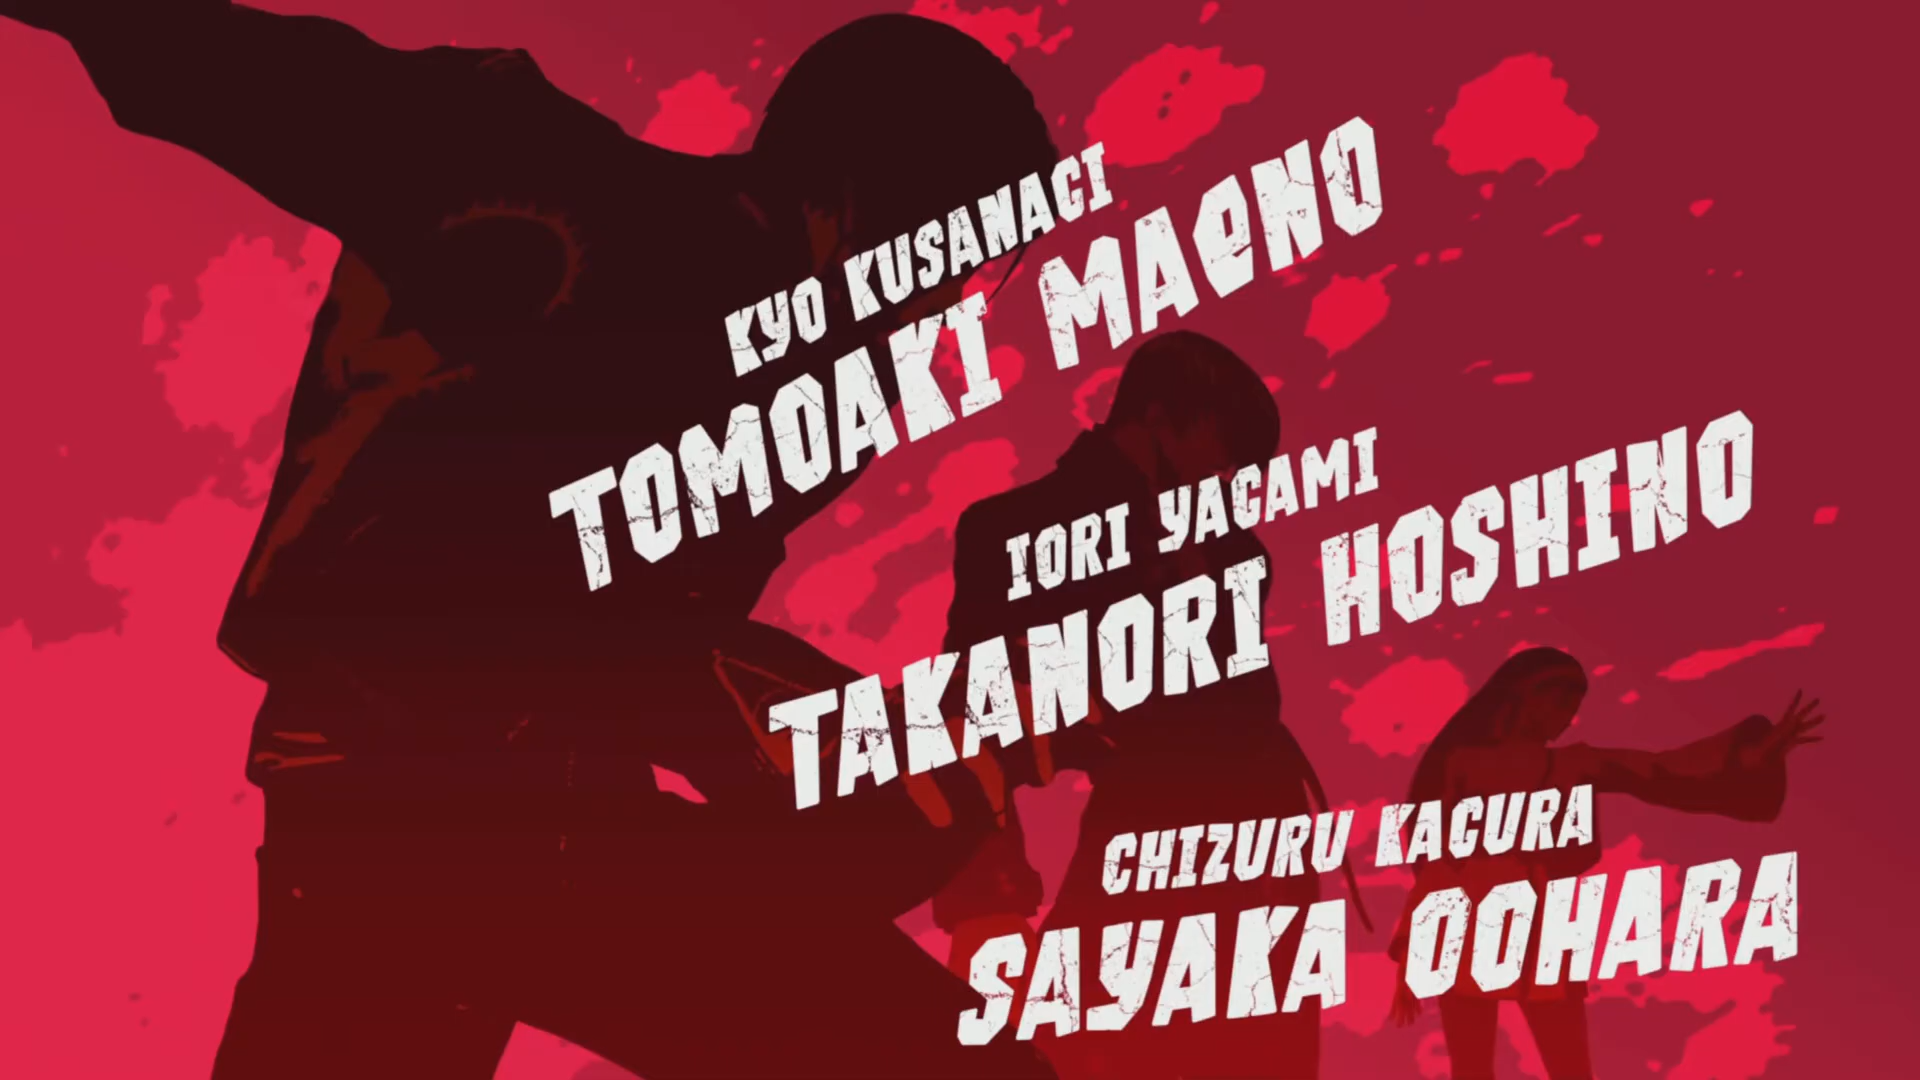 KYO KUSANAGI
TOMOAKI MAENO
IORI YAGAMI
TAKANORI HOSHINO
CHIZURU KAGURA
SAYAKA OOHARA